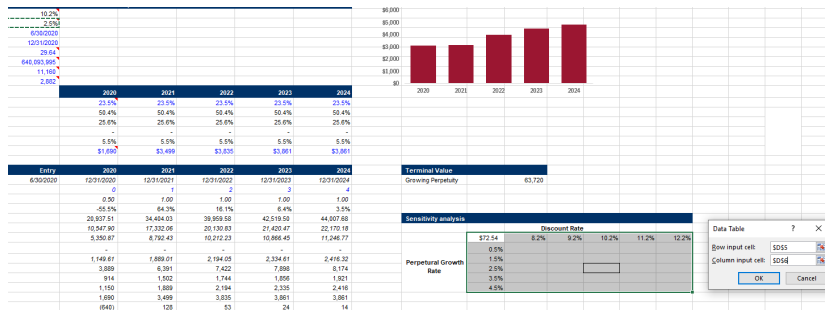 10.2%
2.5%
6/30/2020
12/31/2020
29.64
640,093,995
11,160
2,882
$6,000
$5,000
$4,000
$3,000
$2,000
$1,000
$0
2020 2021 2022 2023 2024
2020 2021 2022 2023 2024
23.5% 23.5% 23.5% 23.5% 23.5%
50.4% 50.4% 50.4% 50.4% 50.4%
25.6% 25.6% 25.6% 25.6% 25.6%
- - - - -
5.5% 5.5% 5.5% 5.5% 5.5%
$1,690 $3,499 $3,835 $3,861 $3,861
Entry 2020 2021 2022 2023 2024
6/30/2020 12/31/2020 12/31/2021 12/31/2022 12/31/2023 12/31/2024
0 1 2 3 4
0.50 1.00 1.00 1.00 1.00
-55.5% 64.3% 16.1% 6.4% 3.5%
20,937.51 34,404.03 39,959.58 42,519.50 44,007.68
10,547.90 17,332.06 20,130.83 21,420.47 22,170.18
5,350.87 8,792.43 10,212.23 10,866.45 11,246.77
- - - - -
1,149.61 1,889.01 2,194.05 2,334.61 2,416.32
3,889 6,391 7,422 7,898 8,174
914 1,502 1,744 1,856 1,921
1,150 1,889 2,194 2,335 2,416
1,690 3,499 3,835 3,861 3,861
(640) 128 53 24 14
Terminal Value
Growing Perpetuity 63,720
Sensitivity analysis
Discount Rate
$72.54 8.2% 9.2% 10.2% 11.2% 12.2%
Perpetural Growth Rate
0.5%
1.5%
2.5%
3.5%
4.5%
Data Table ? X
Row input cell: $D$5
Column input cell: $D$6
OK Cancel